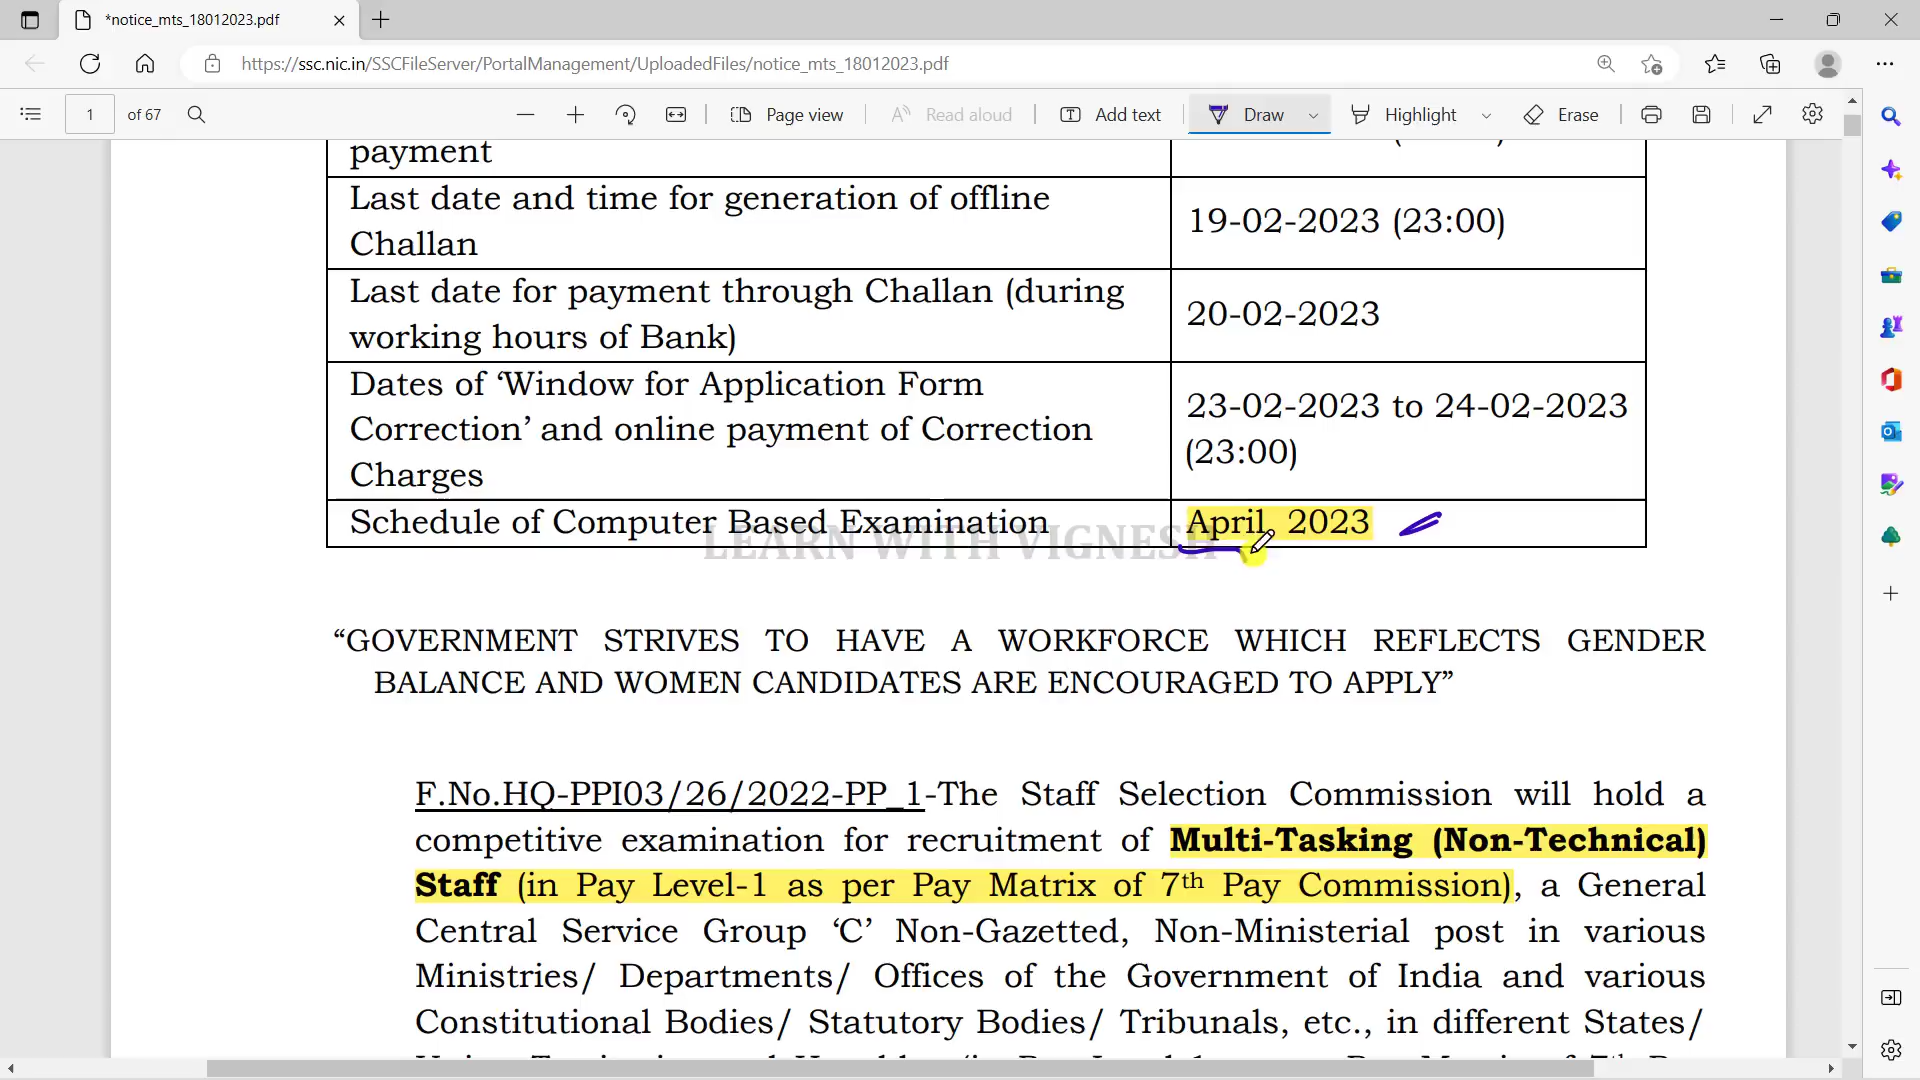 *notice_mts_18012023.pdf
https://ssc.nic.in/SSCFileServer/PortalManagement/UploadedFiles/notice_mts_18012023.pdf
1 of 67 Page view Read aloud Add text Draw Highlight Erase
payment
Last date and time for generation of offline
Challan
19-02-2023 (23:00)
Last date for payment through Challan (during
working hours of Bank)
20-02-2023
Dates of ‘Window for Application Form
Correction’ and online payment of Correction
Charges
23-02-2023 to 24-02-2023
(23:00)
Schedule of Computer Based Examination
April, 2023
LEARN WITH VIGNESH
“GOVERNMENT STRIVES TO HAVE A WORKFORCE WHICH REFLECTS GENDER
BALANCE AND WOMEN CANDIDATES ARE ENCOURAGED TO APPLY”
F.No.HQ-PPI03/26/2022-PP_1-The Staff Selection Commission will hold a
competitive examination for recruitment of Multi-Tasking (Non-Technical)
Staff (in Pay Level-1 as per Pay Matrix of 7th Pay Commission), a General
Central Service Group ‘C’ Non-Gazetted, Non-Ministerial post in various
Ministries/ Departments/ Offices of the Government of India and various
Constitutional Bodies/ Statutory Bodies/ Tribunals, etc., in different States/